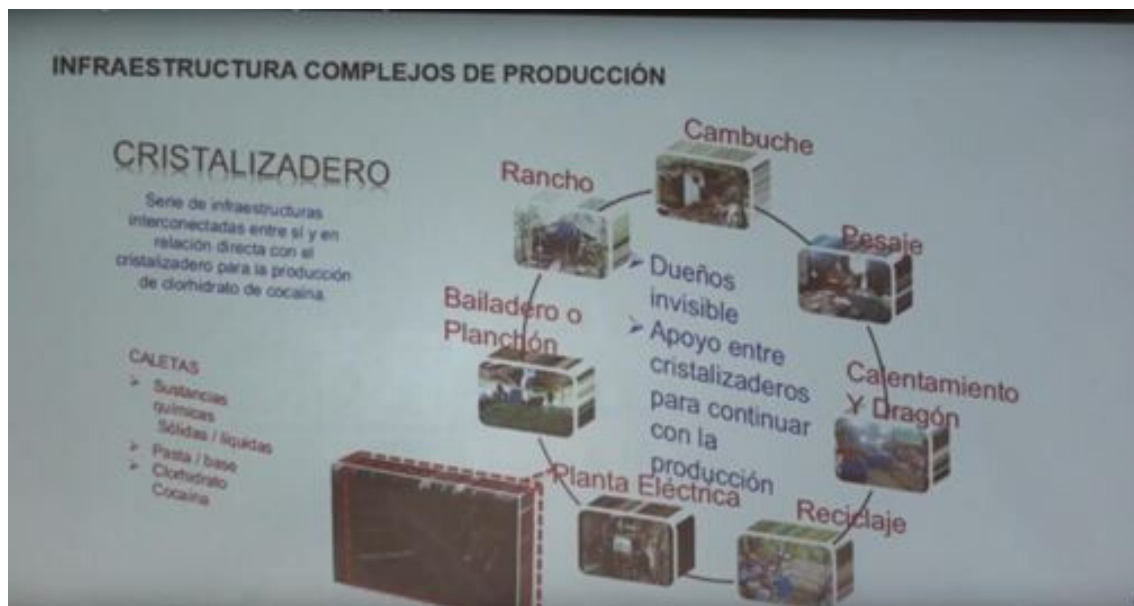 INFRAESTRUCTURA COMPLEJOS DE PRODUCCIÓN
CRISTALIZADERO
Serie de infraestructuras
interconectadas entre sí y en
relación directa con el
cristalizadero para la producción
de clorhidrato de cocaína.
CALETAS
Sustancias
químicas
Sólidas / líquidas
Pasta / base
Clorhidrato
Cocaína
Cambuche
Rancho
Pesaje
Dueños
invisible
Apoyo entre
cristalizaderos
para continuar
con la
producción
Bailadero o
Planchón
Calentamiento
Y Dragón
Planta Eléctrica
Reciclaje